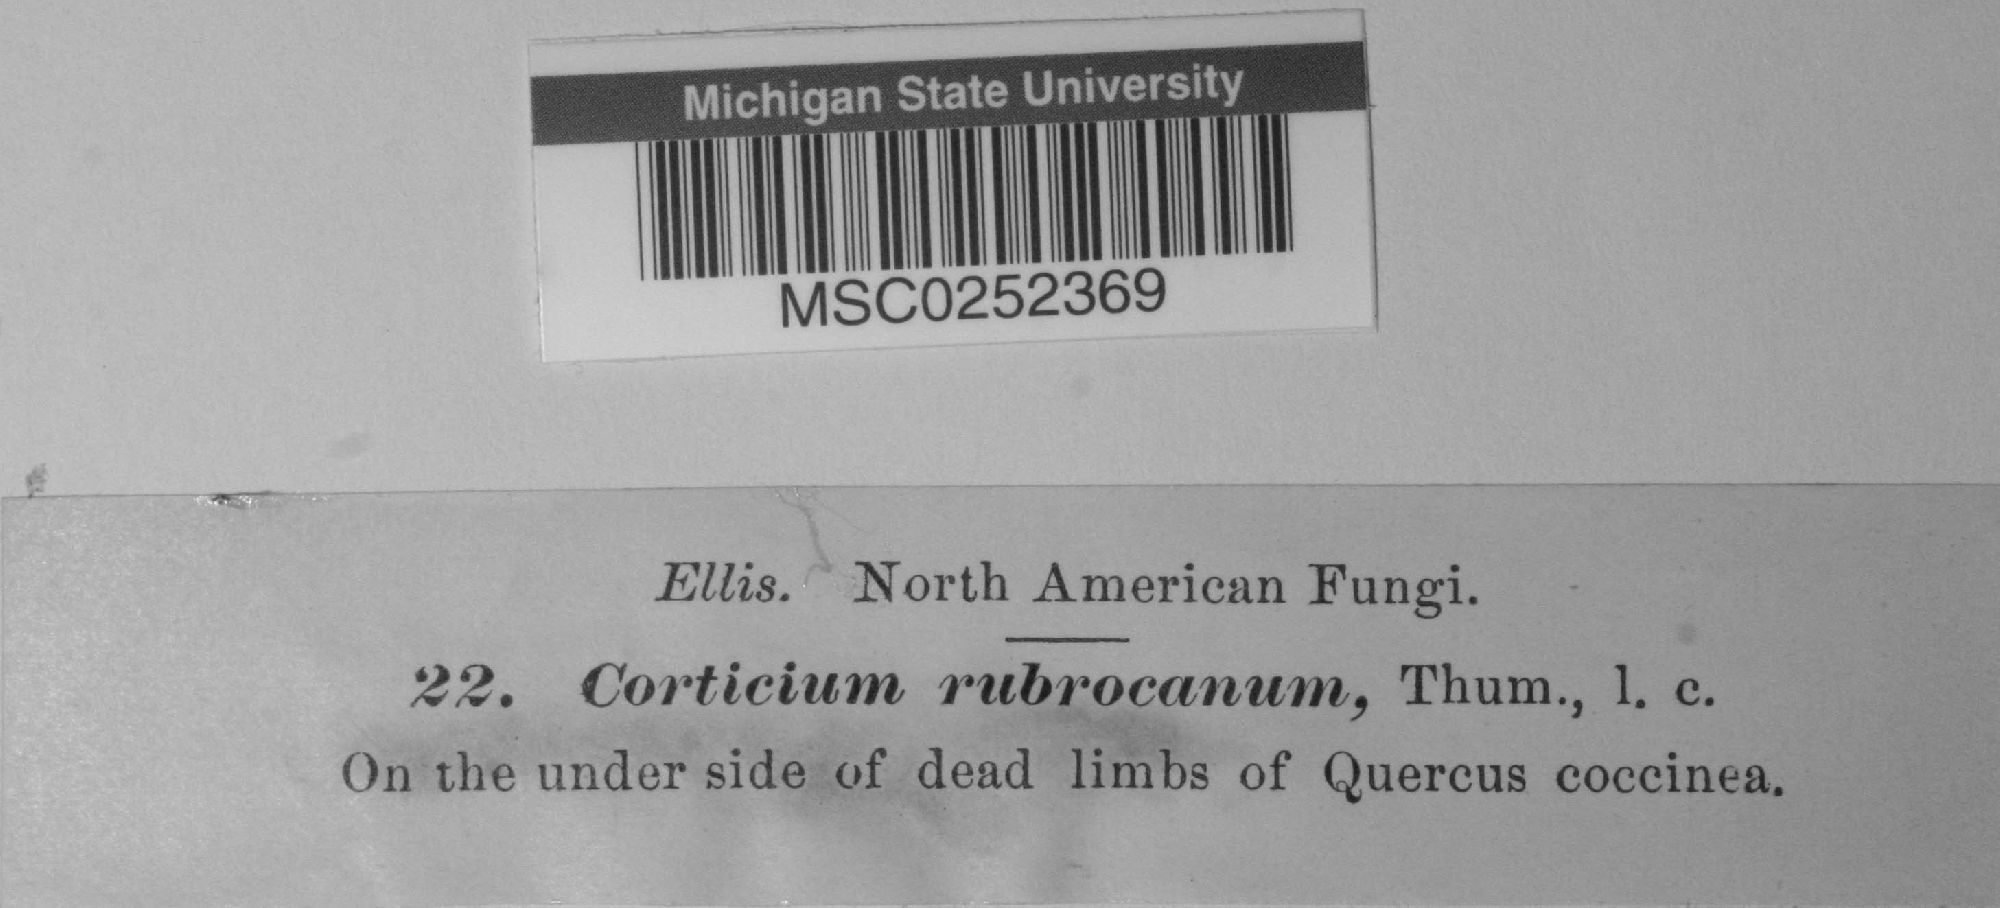 Michigan State University
MSC0252369
Ellis. North American Fungi.
22. Corticium rubrocanum, Thum., l. c.
On the under side of dead limbs of Quercus coccinea.